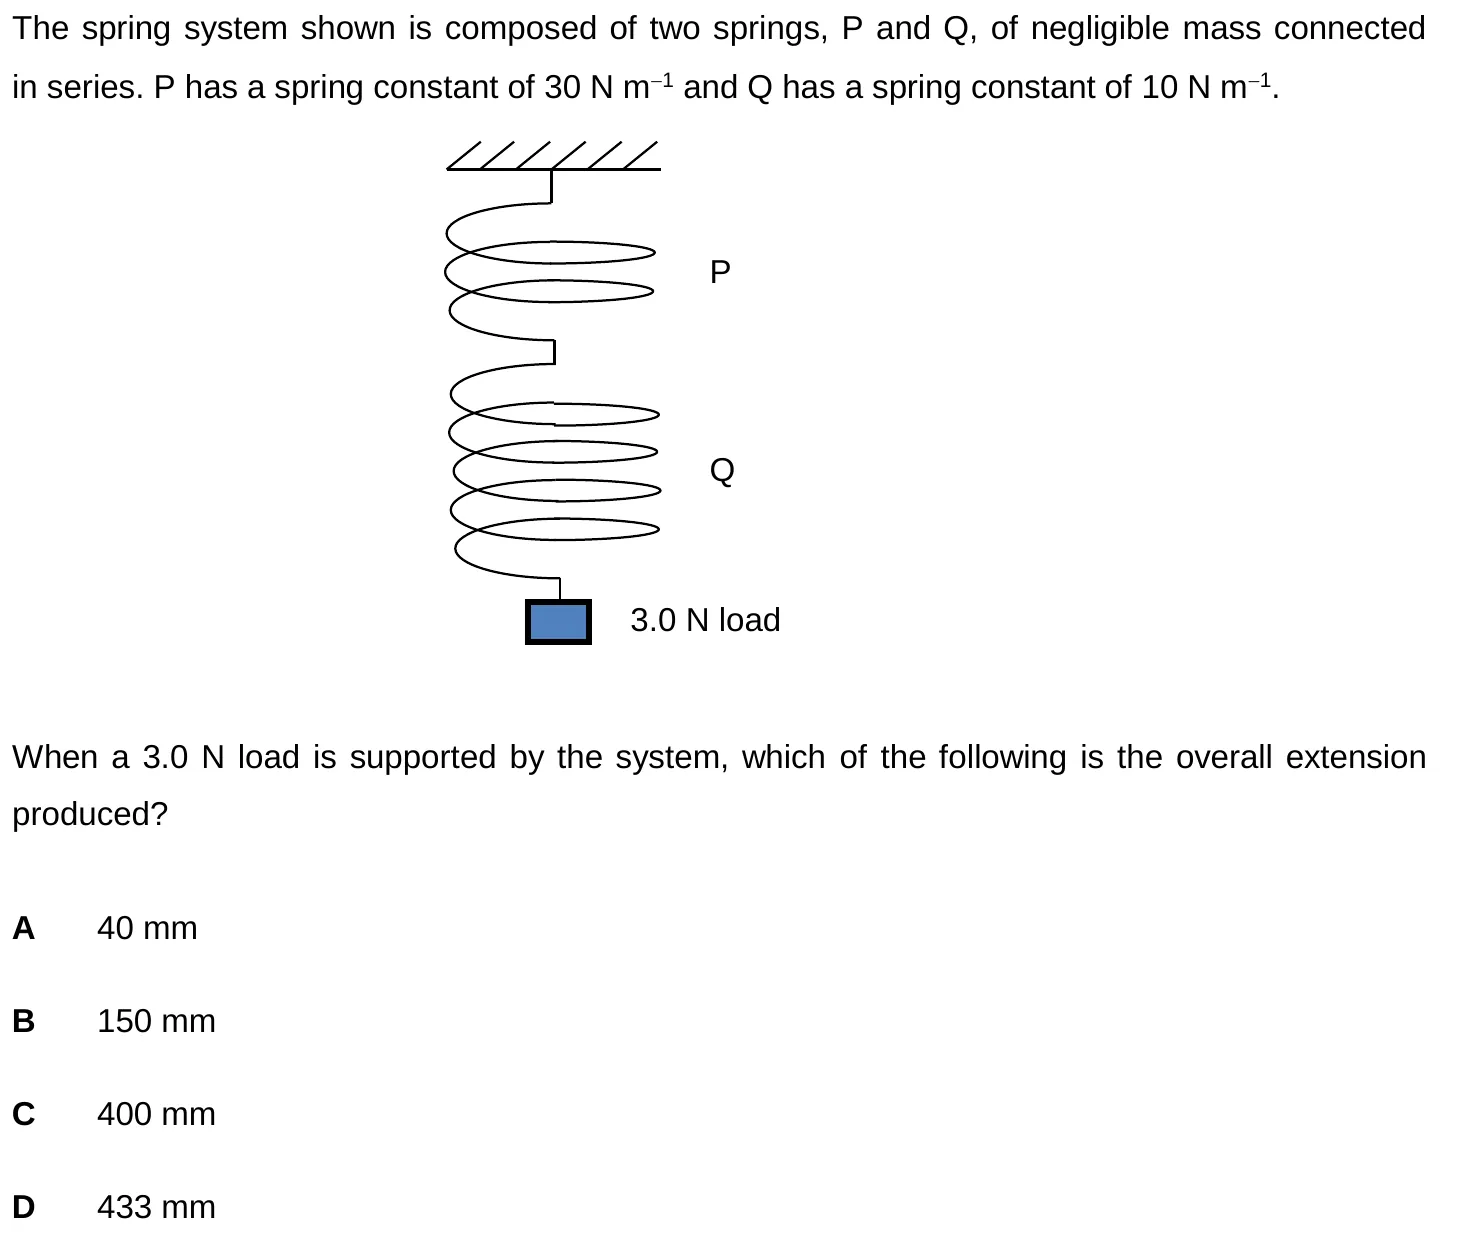 The spring system shown is composed of two springs, P and Q, of negligible mass connected
in series. P has a spring constant of 30 N m⁻¹ and Q has a spring constant of 10 N m⁻¹.
P
Q
3.0 N load
When a 3.0 N load is supported by the system, which of the following is the overall extension
produced?
A 40 mm
B 150 mm
C 400 mm
D 433 mm